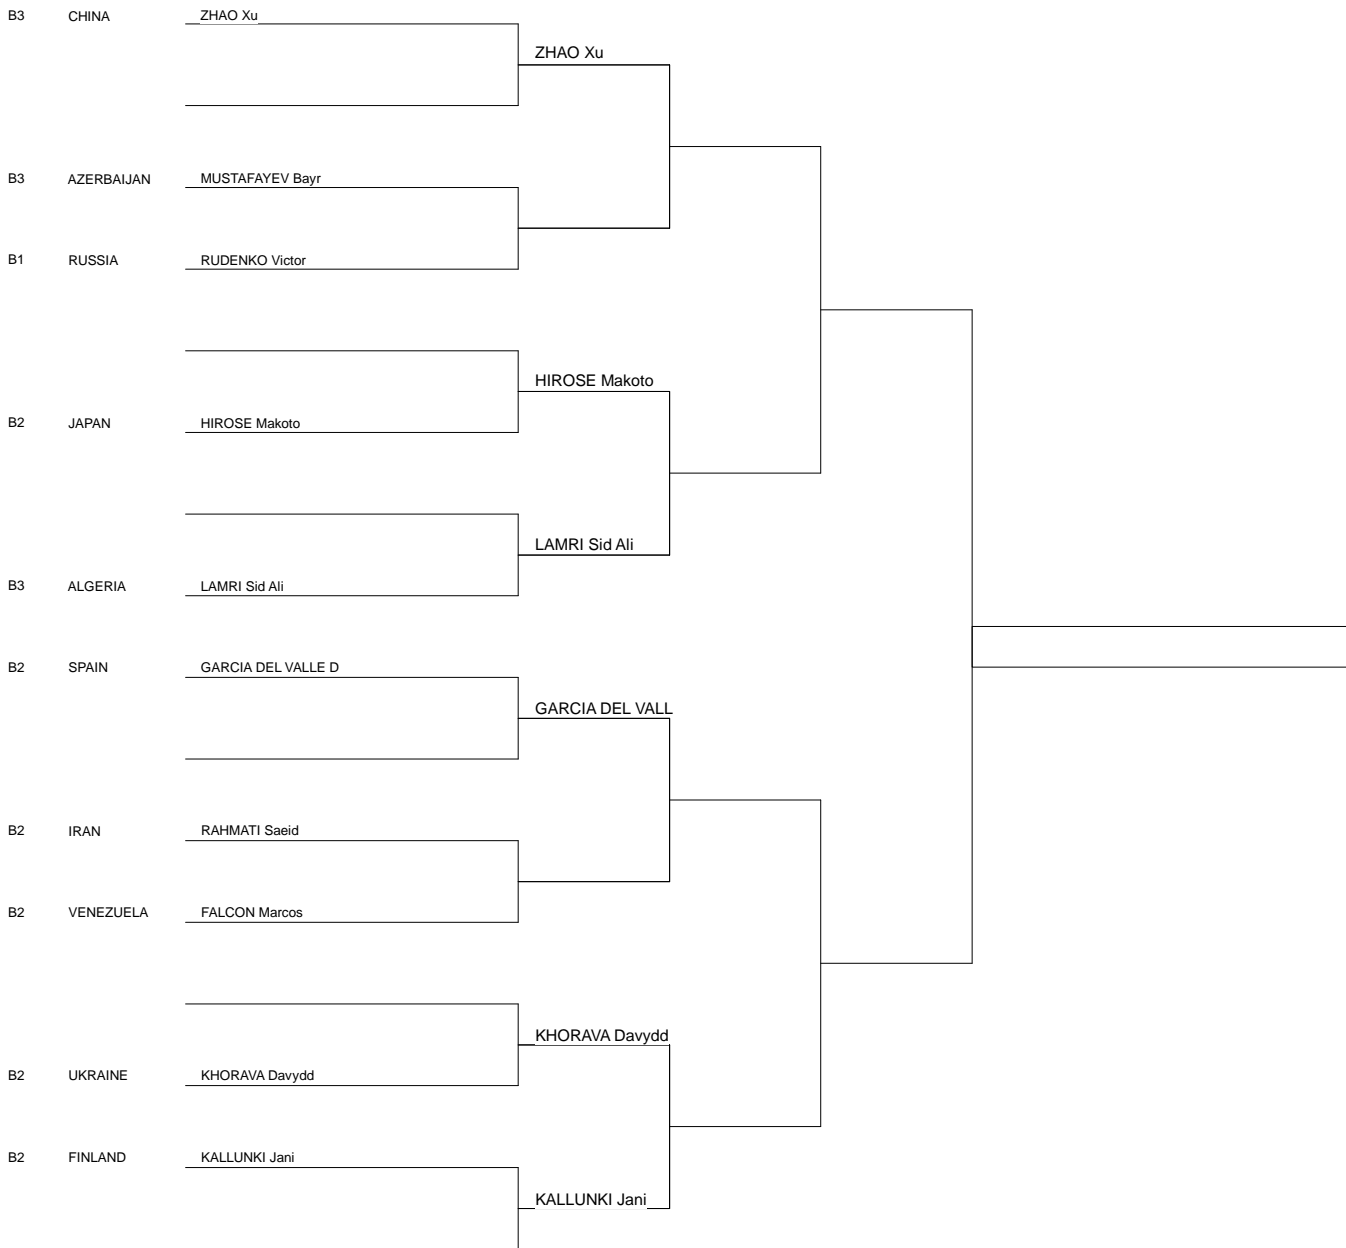 B3 CHINA ZHAO Xu
ZHAO Xu
B3 AZERBAIJAN MUSTAFAYEV Bayr
B1 RUSSIA RUDENKO Victor
HIROSE Makoto
B2 JAPAN HIROSE Makoto
LAMRI Sid Ali
B3 ALGERIA LAMRI Sid Ali
B2 SPAIN GARCIA DEL VALLE D
GARCIA DEL VALL
B2 IRAN RAHMATI Saeid
B2 VENEZUELA FALCON Marcos
KHORAVA Davydd
B2 UKRAINE KHORAVA Davydd
B2 FINLAND KALLUNKI Jani
KALLUNKI Jani